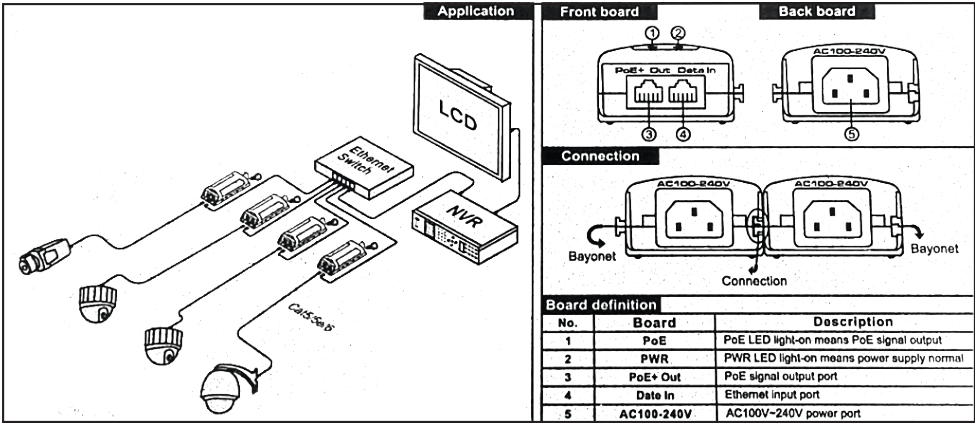 Application
LCD
Ethernet
Switch
NVR
Cat5/5e/6
Front board
Back board
1 2
PoE+ Out Data In
3 4
AC100-240V
5
Connection
AC100-240V
AC100-240V
Bayonet
Bayonet
Connection
Board definition
No. Board Description
1 PoE PoE LED light-on means PoE signal output
2 PWR PWR LED light-on means power supply normal
3 PoE+ Out PoE signal output port
4 Date In Ethernet input port
5 AC100-240V AC100V~240V power port